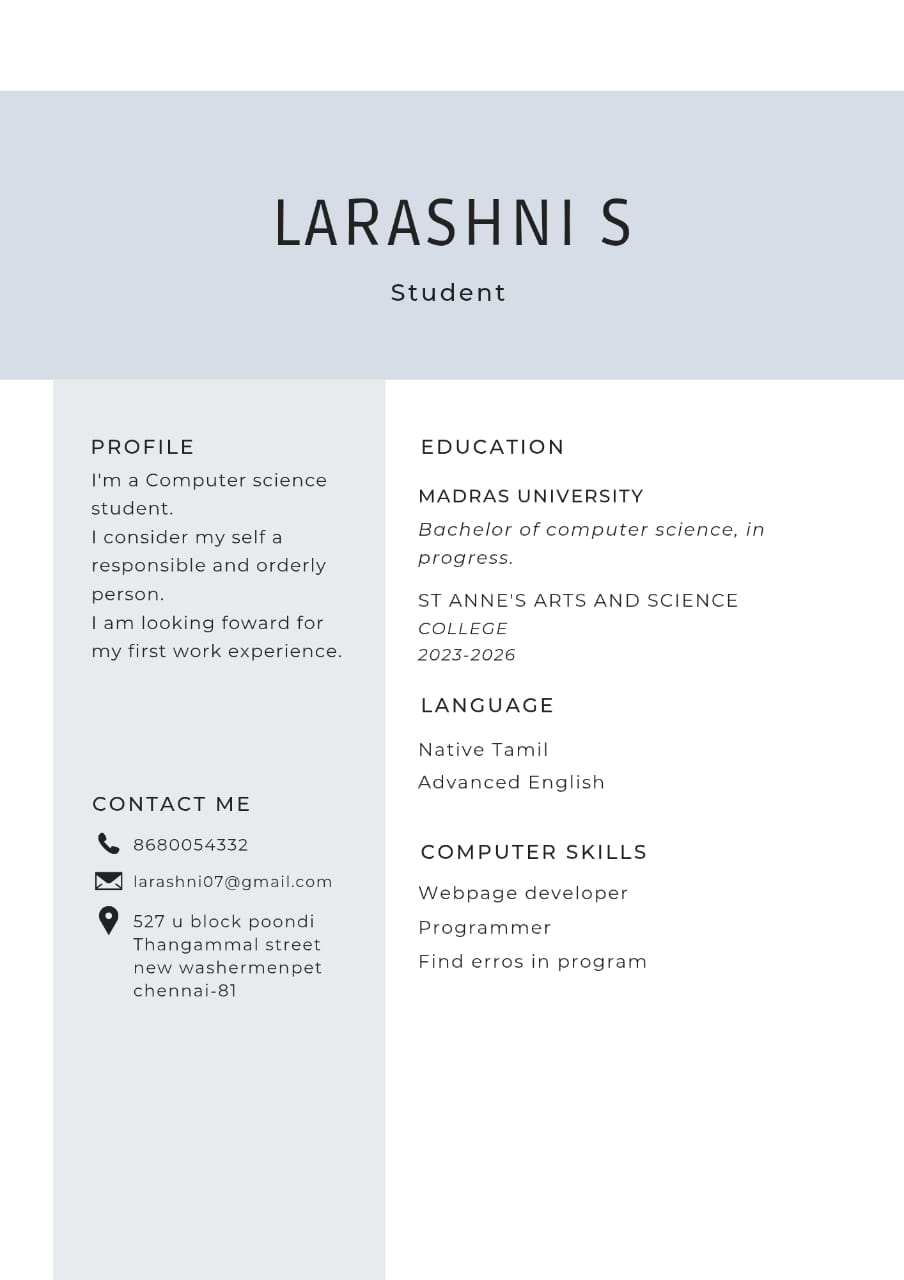 LARASHNI S
Student
PROFILE
I'm a Computer science
student.
I consider my self a
responsible and orderly
person.
I am looking foward for
my first work experience.
CONTACT ME
8680054332
larashni07@gmail.com
527 u block poondi
Thangammal street
new washermenpet
chennai-81
EDUCATION
MADRAS UNIVERSITY
Bachelor of computer science, in
progress.
ST ANNE'S ARTS AND SCIENCE
COLLEGE
2023-2026
LANGUAGE
Native Tamil
Advanced English
COMPUTER SKILLS
Webpage developer
Programmer
Find erros in program